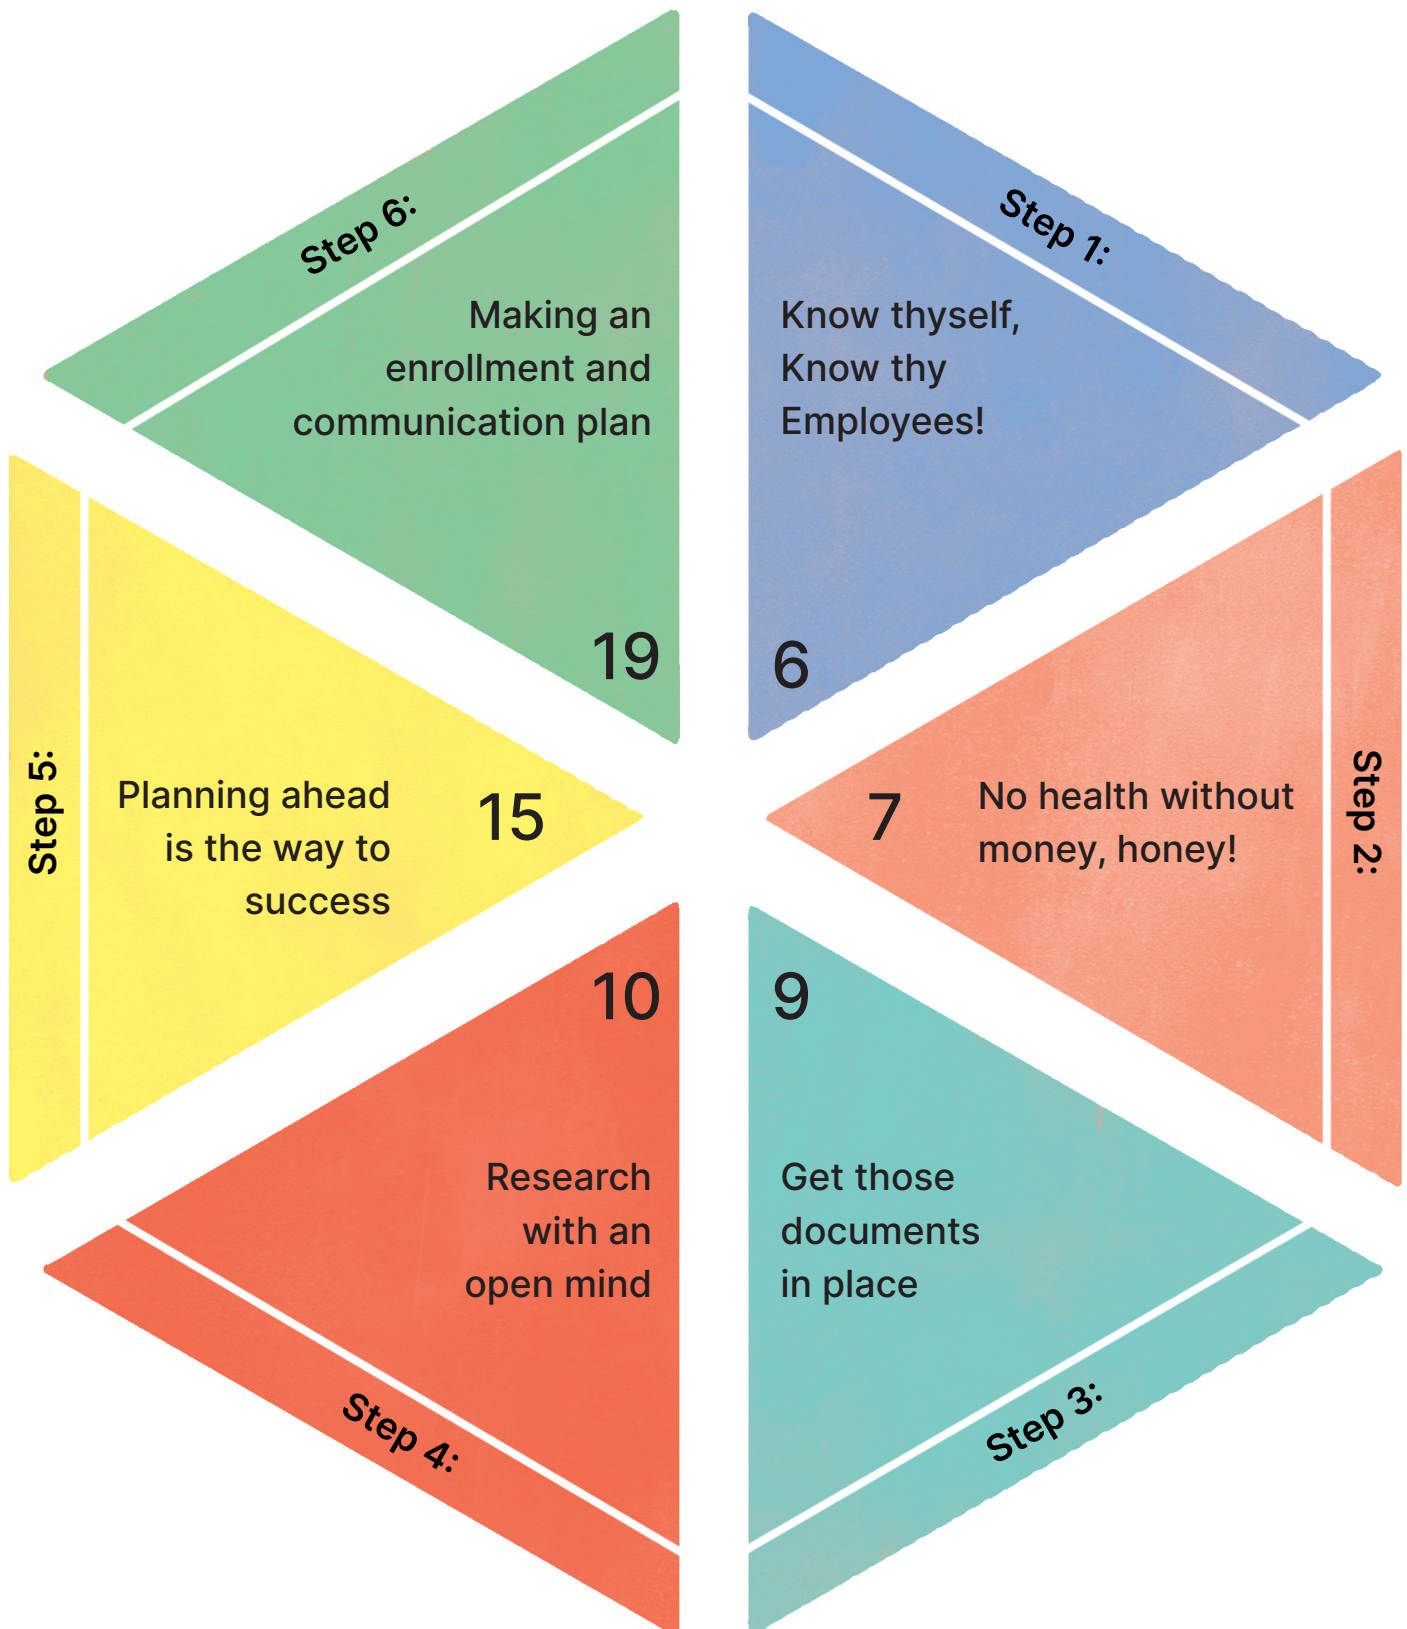 Step 1:
Know thyself,
Know thy
Employees!
6
Step 2:
No health without
money, honey!
7
Step 3:
Get those
documents
in place
9
Step 4:
Research
with an
open mind
10
Step 5:
Planning ahead
is the way to
success
15
Step 6:
Making an
enrollment and
communication plan
19